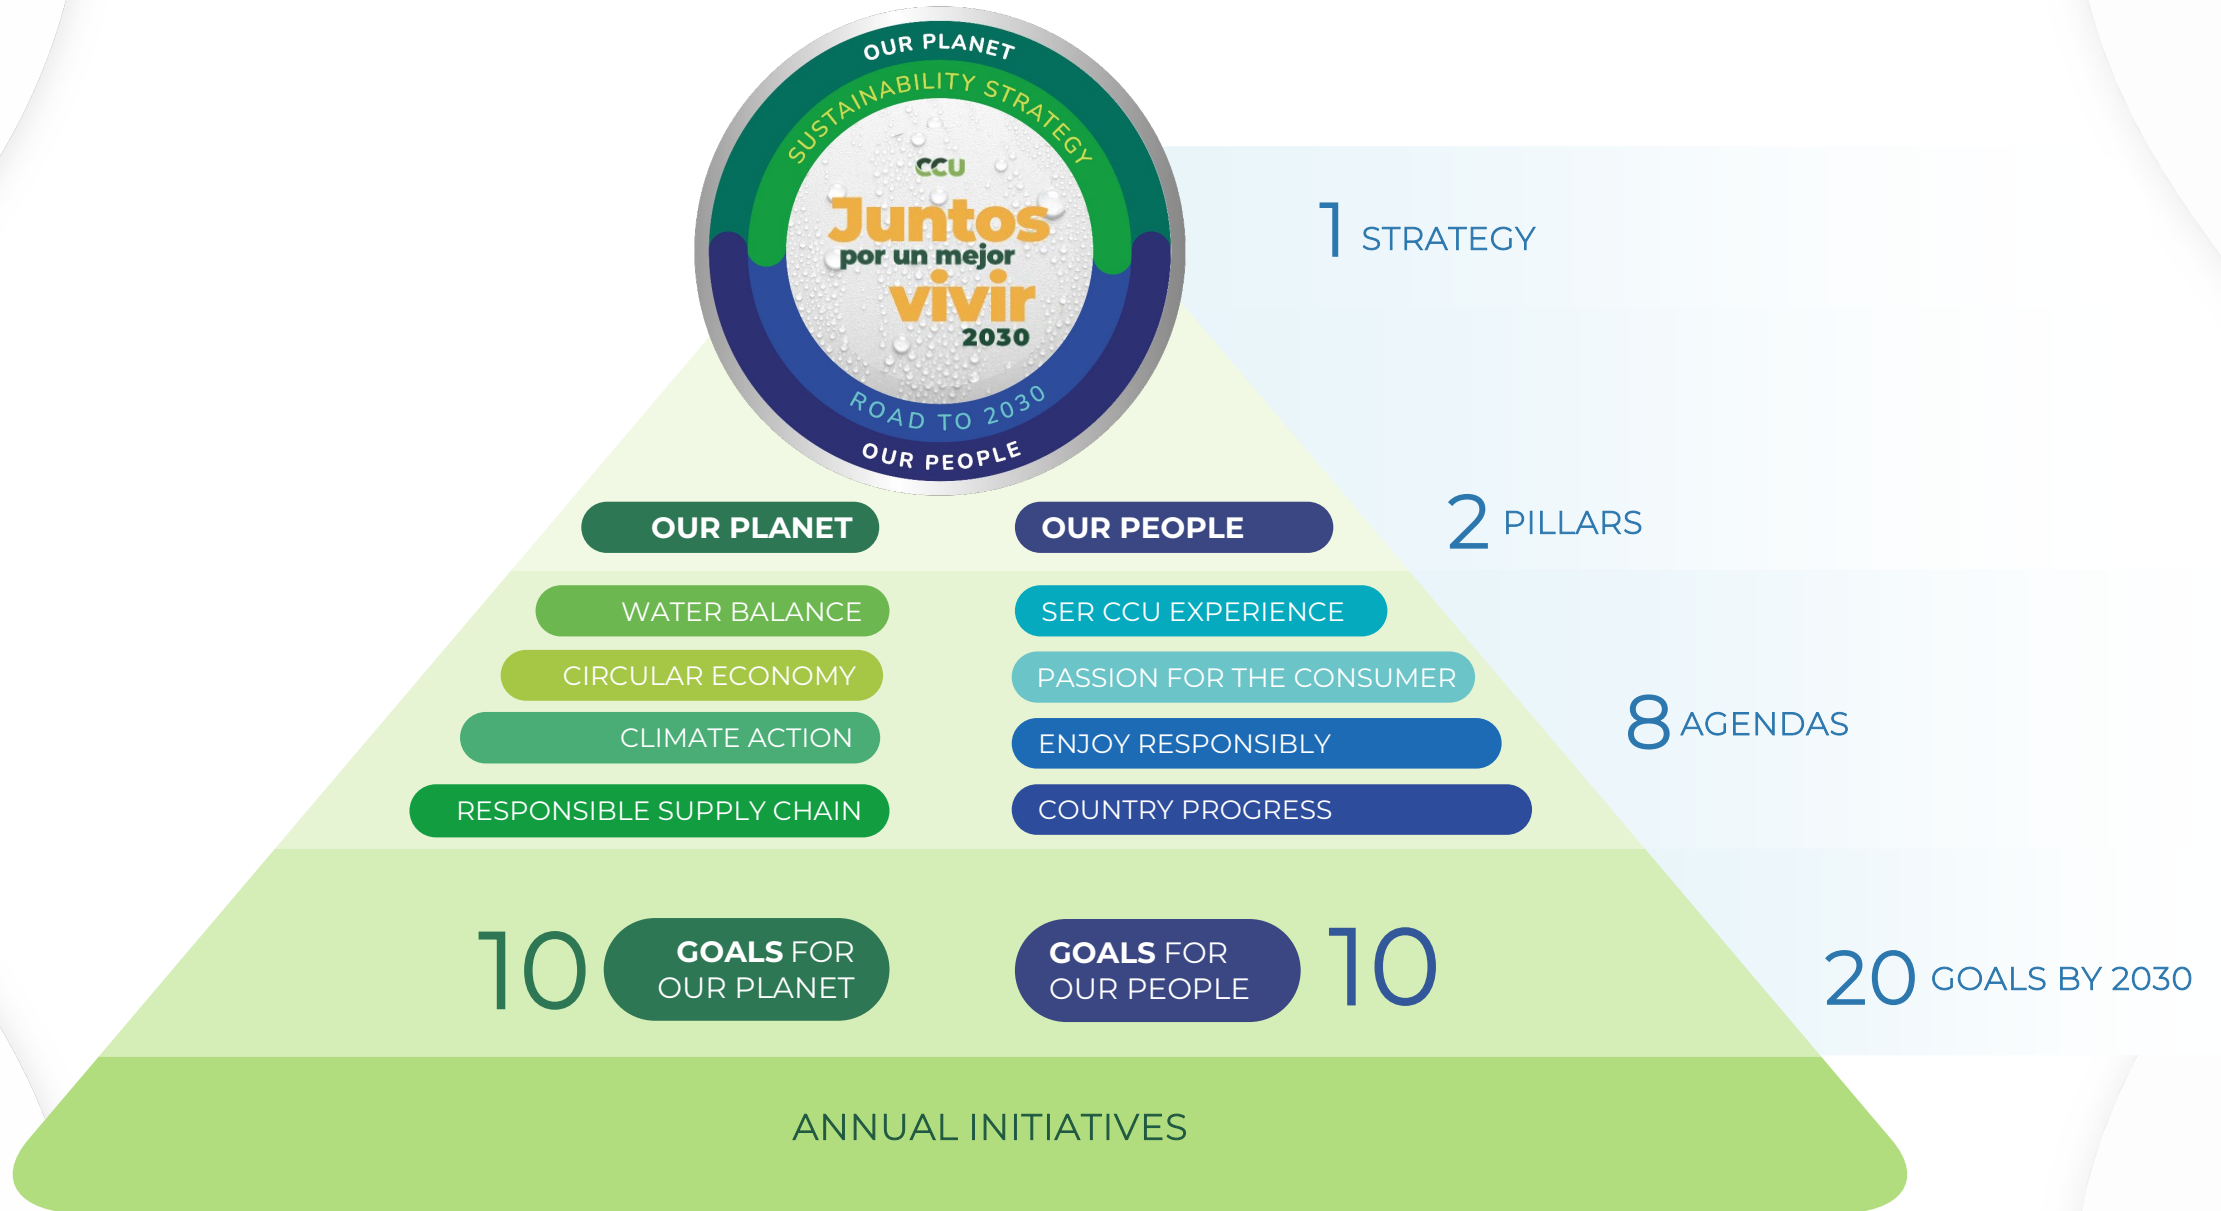 OUR PLANET
SUSTAINABILITY STRATEGY
CCU
Juntos
por un mejor
vivir
2030
ROAD TO 2030
OUR PEOPLE
1 STRATEGY
OUR PLANET
OUR PEOPLE
2 PILLARS
WATER BALANCE
CIRCULAR ECONOMY
CLIMATE ACTION
RESPONSIBLE SUPPLY CHAIN
SER CCU EXPERIENCE
PASSION FOR THE CONSUMER
ENJOY RESPONSIBLY
COUNTRY PROGRESS
8 AGENDAS
10
GOALS FOR
OUR PLANET
GOALS FOR
OUR PEOPLE
10
20 GOALS BY 2030
ANNUAL INITIATIVES